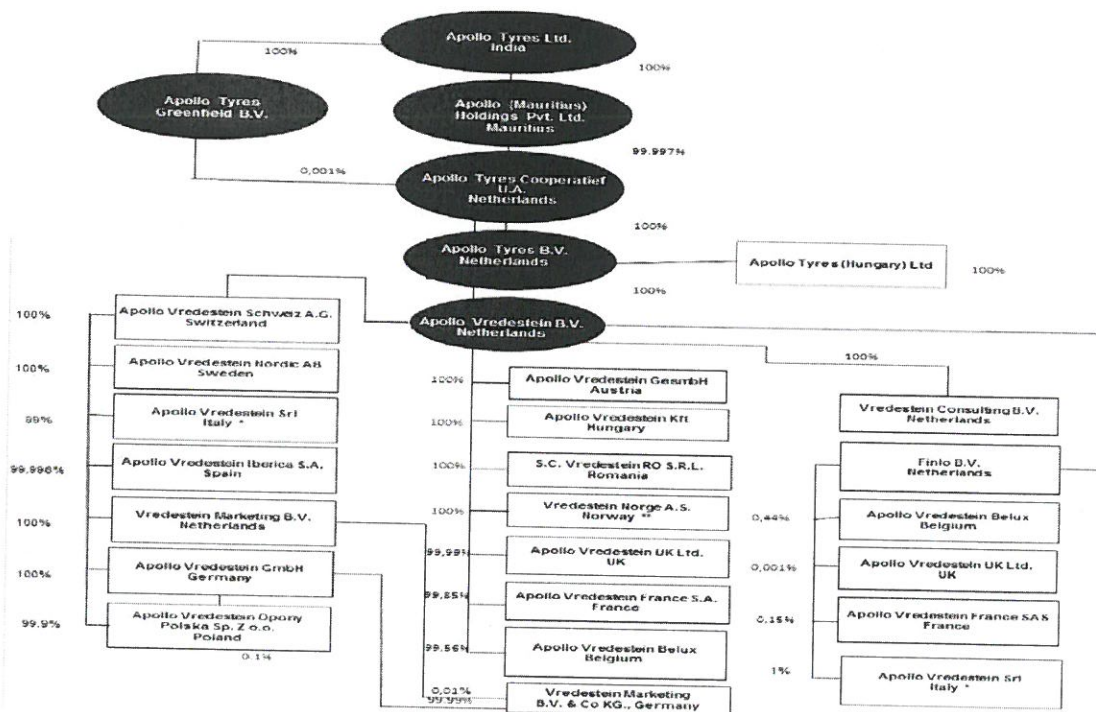 Apollo Tyres Ltd.
India
100%
100%
Apollo Tyres
Greenfield B.V.
Apollo (Mauritius)
Holdings Pvt. Ltd.
Mauritius
99.997%
0,001%
Apollo Tyres Cooperatief
U.A.
Netherlands
100%
Apollo Tyres B.V.
Netherlands
Apollo Tyres (Hungary) Ltd
100%
100%
Apollo Vredestein B.V.
Netherlands
100%
100%
Apollo Vredestein Schweiz A.G.
Switzerland
100%
Apollo Vredestein Nordic AB
Sweden
99%
Apollo Vredestein Srl
Italy *
99.998%
Apollo Vredestein Iberica S.A.
Spain
100%
Vredestein Marketing B.V.
Netherlands
100%
Apollo Vredestein GmbH
Germany
99.9%
Apollo Vredestein Opony
Polska Sp. Z o.o.
Poland
0.1%
100%
Apollo Vredestein GesmbH
Austria
100%
Apollo Vredestein Kft
Hungary
100%
S.C. Vredestein RO S.R.L.
Romania
100%
Vredestein Norge A.S.
Norway **
99.99%
Apollo Vredestein UK Ltd.
UK
99.85%
Apollo Vredestein France S.A.
France
99.56%
Apollo Vredestein Belux
Belgium
0,01%
99.99%
Vredestein Marketing
B.V. & Co KG., Germany
Vredestein Consulting B.V.
Netherlands
Finlo B.V.
Netherlands
0,44%
Apollo Vredestein Belux
Belgium
0,001%
Apollo Vredestein UK Ltd.
UK
0.15%
Apollo Vredestein France SAS
France
1%
Apollo Vredestein Srl
Italy *